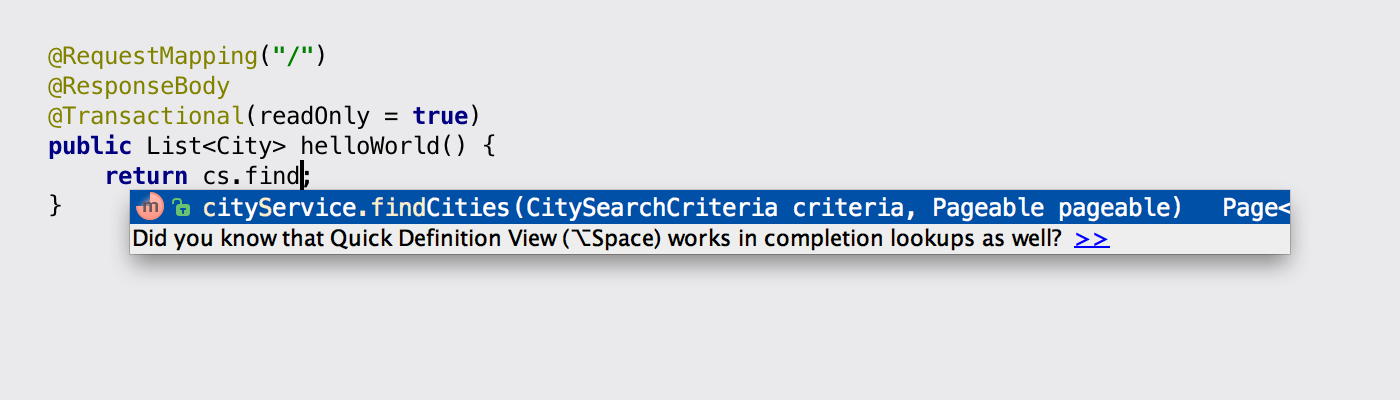 @RequestMapping("/")
@ResponseBody
@Transactional(readOnly = true)
public List<City> helloWorld() {
    return cs.find;
}
m cityService.findCities(CitySearchCriteria criteria, Pageable pageable) Page<
Did you know that Quick Definition View (⌥Space) works in completion lookups as well? >>